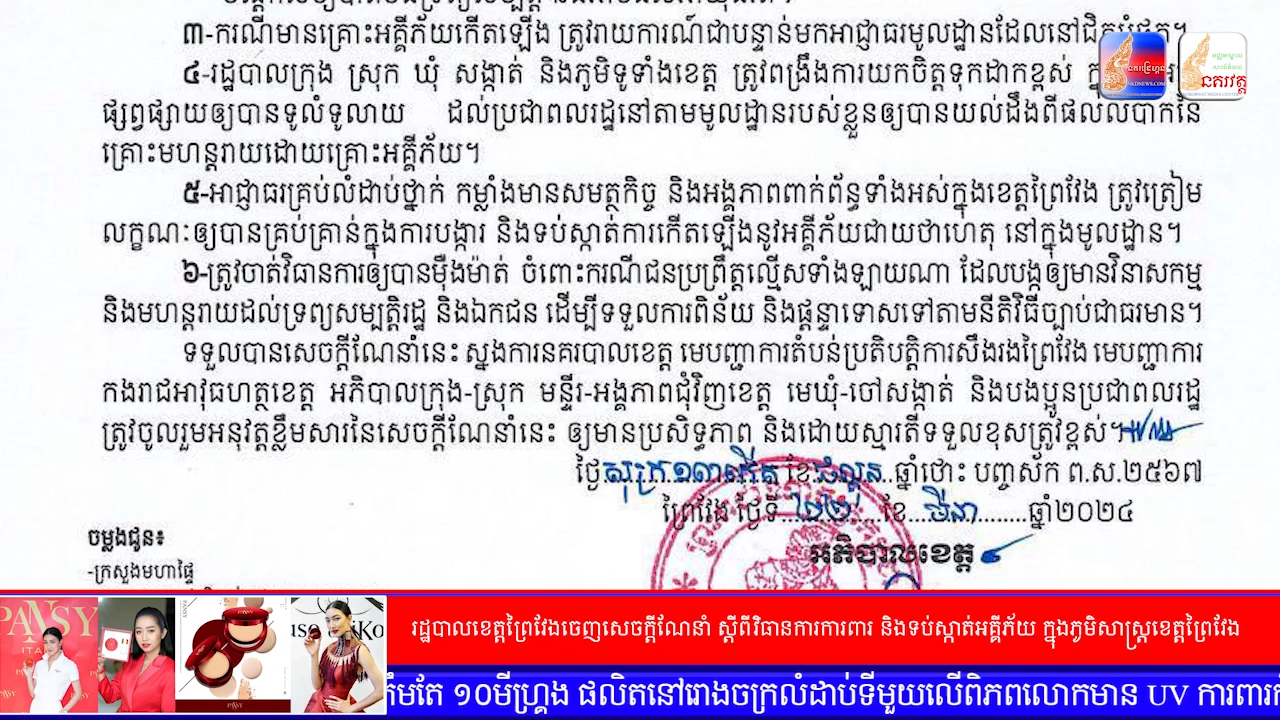 ៣-ករណីមានគ្រោះអគ្គីភ័យកើតឡើង ត្រូវរាយការណ៍ជាបន្ទាន់មកអាជ្ញាធរមូលដ្ឋានដែលនៅជិតបំផុត។
៤-រដ្ឋបាលក្រុង ស្រុក ឃុំ សង្កាត់ និងភូមិទូទាំងខេត្ត ត្រូវពង្រឹងការយកចិត្តទុកដាកខ្ពស់
ផ្សព្វផ្សាយឲ្យបានទូលំទូលាយ ដល់ប្រជាពលរដ្ឋនៅតាមមូលដ្ឋានរបស់ខ្លួនឲ្យបានយល់ដឹងពីផលលំបាកនៃ
គ្រោះមហន្តរាយដោយគ្រោះអគ្គីភ័យ។
៥-អាជ្ញាធរគ្រប់លំដាប់ថ្នាក់ កម្លាំងមានសមត្ថកិច្ច និងអង្គភាពពាក់ព័ន្ធទាំងអស់ក្នុងខេត្តព្រៃវែង ត្រូវត្រៀម
លក្ខណៈឲ្យបានគ្រប់គ្រាន់ក្នុងការបង្ការ និងទប់ស្កាត់ការកើតឡើងនូវអគ្គីភ័យជាយថាហេតុ នៅក្នុងមូលដ្ឋាន។
៦-ត្រូវចាត់វិធានការឲ្យបានម៉ឺងម៉ាត់ ចំពោះករណីជនប្រព្រឹត្តល្មើសទាំងឡាយណា ដែលបង្កឲ្យមានវិនាសកម្ម
និងមហន្តរាយដល់ទ្រព្យសម្បត្តិរដ្ឋ និងឯកជន ដើម្បីទទួលការពិន័យ និងផ្តន្ទាទោសទៅតាមនីតិវិធីច្បាប់ជាធរមាន។
ទទួលបានសេចក្តីណែនាំនេះ ស្នងការនគរបាលខេត្ត មេបញ្ជាការតំបន់ប្រតិបត្តិការសឹករងព្រៃវែង មេបញ្ជាការ
កងរាជអាវុធហត្ថខេត្ត អភិបាលក្រុង-ស្រុក មន្ទីរ-អង្គភាពជុំវិញខេត្ត មេឃុំ-ចៅសង្កាត់ និងបងប្អូនប្រជាពលរដ្ឋ
ត្រូវចូលរួមអនុវត្តខ្លឹមសារនៃសេចក្តីណែនាំនេះ ឲ្យមានប្រសិទ្ធភាព និងដោយស្មារតីទទួលខុសត្រូវខ្ពស់។
ថ្ងៃសុក្រ ១៣កើត ខែផល្គុន ឆ្នាំថោះ បញ្ចស័ក ព.ស.២៥៦៧
ព្រៃវែង ថ្ងៃទី ២២ ខែ មីនា ឆ្នាំ២០២៤
អភិបាលខេត្ត
ចម្លងជូន៖
-ក្រសួងមហាផ្ទៃ
នគរវត្ត
PANSY
ITA
PANSY
រដ្ឋបាលខេត្តព្រៃវែងចេញសេចក្តីណែនាំ ស្តីពីវិធានការការពារ និងទប់ស្កាត់អគ្គីភ័យ ក្នុងភូមិសាស្ត្រខេត្តព្រៃវែង
តឹមតែ ១០មីហ្គ្រង ផលិតនៅរោងចក្រលំដាប់ទីមួយលើពិភពលោកមាន UV ការពារ